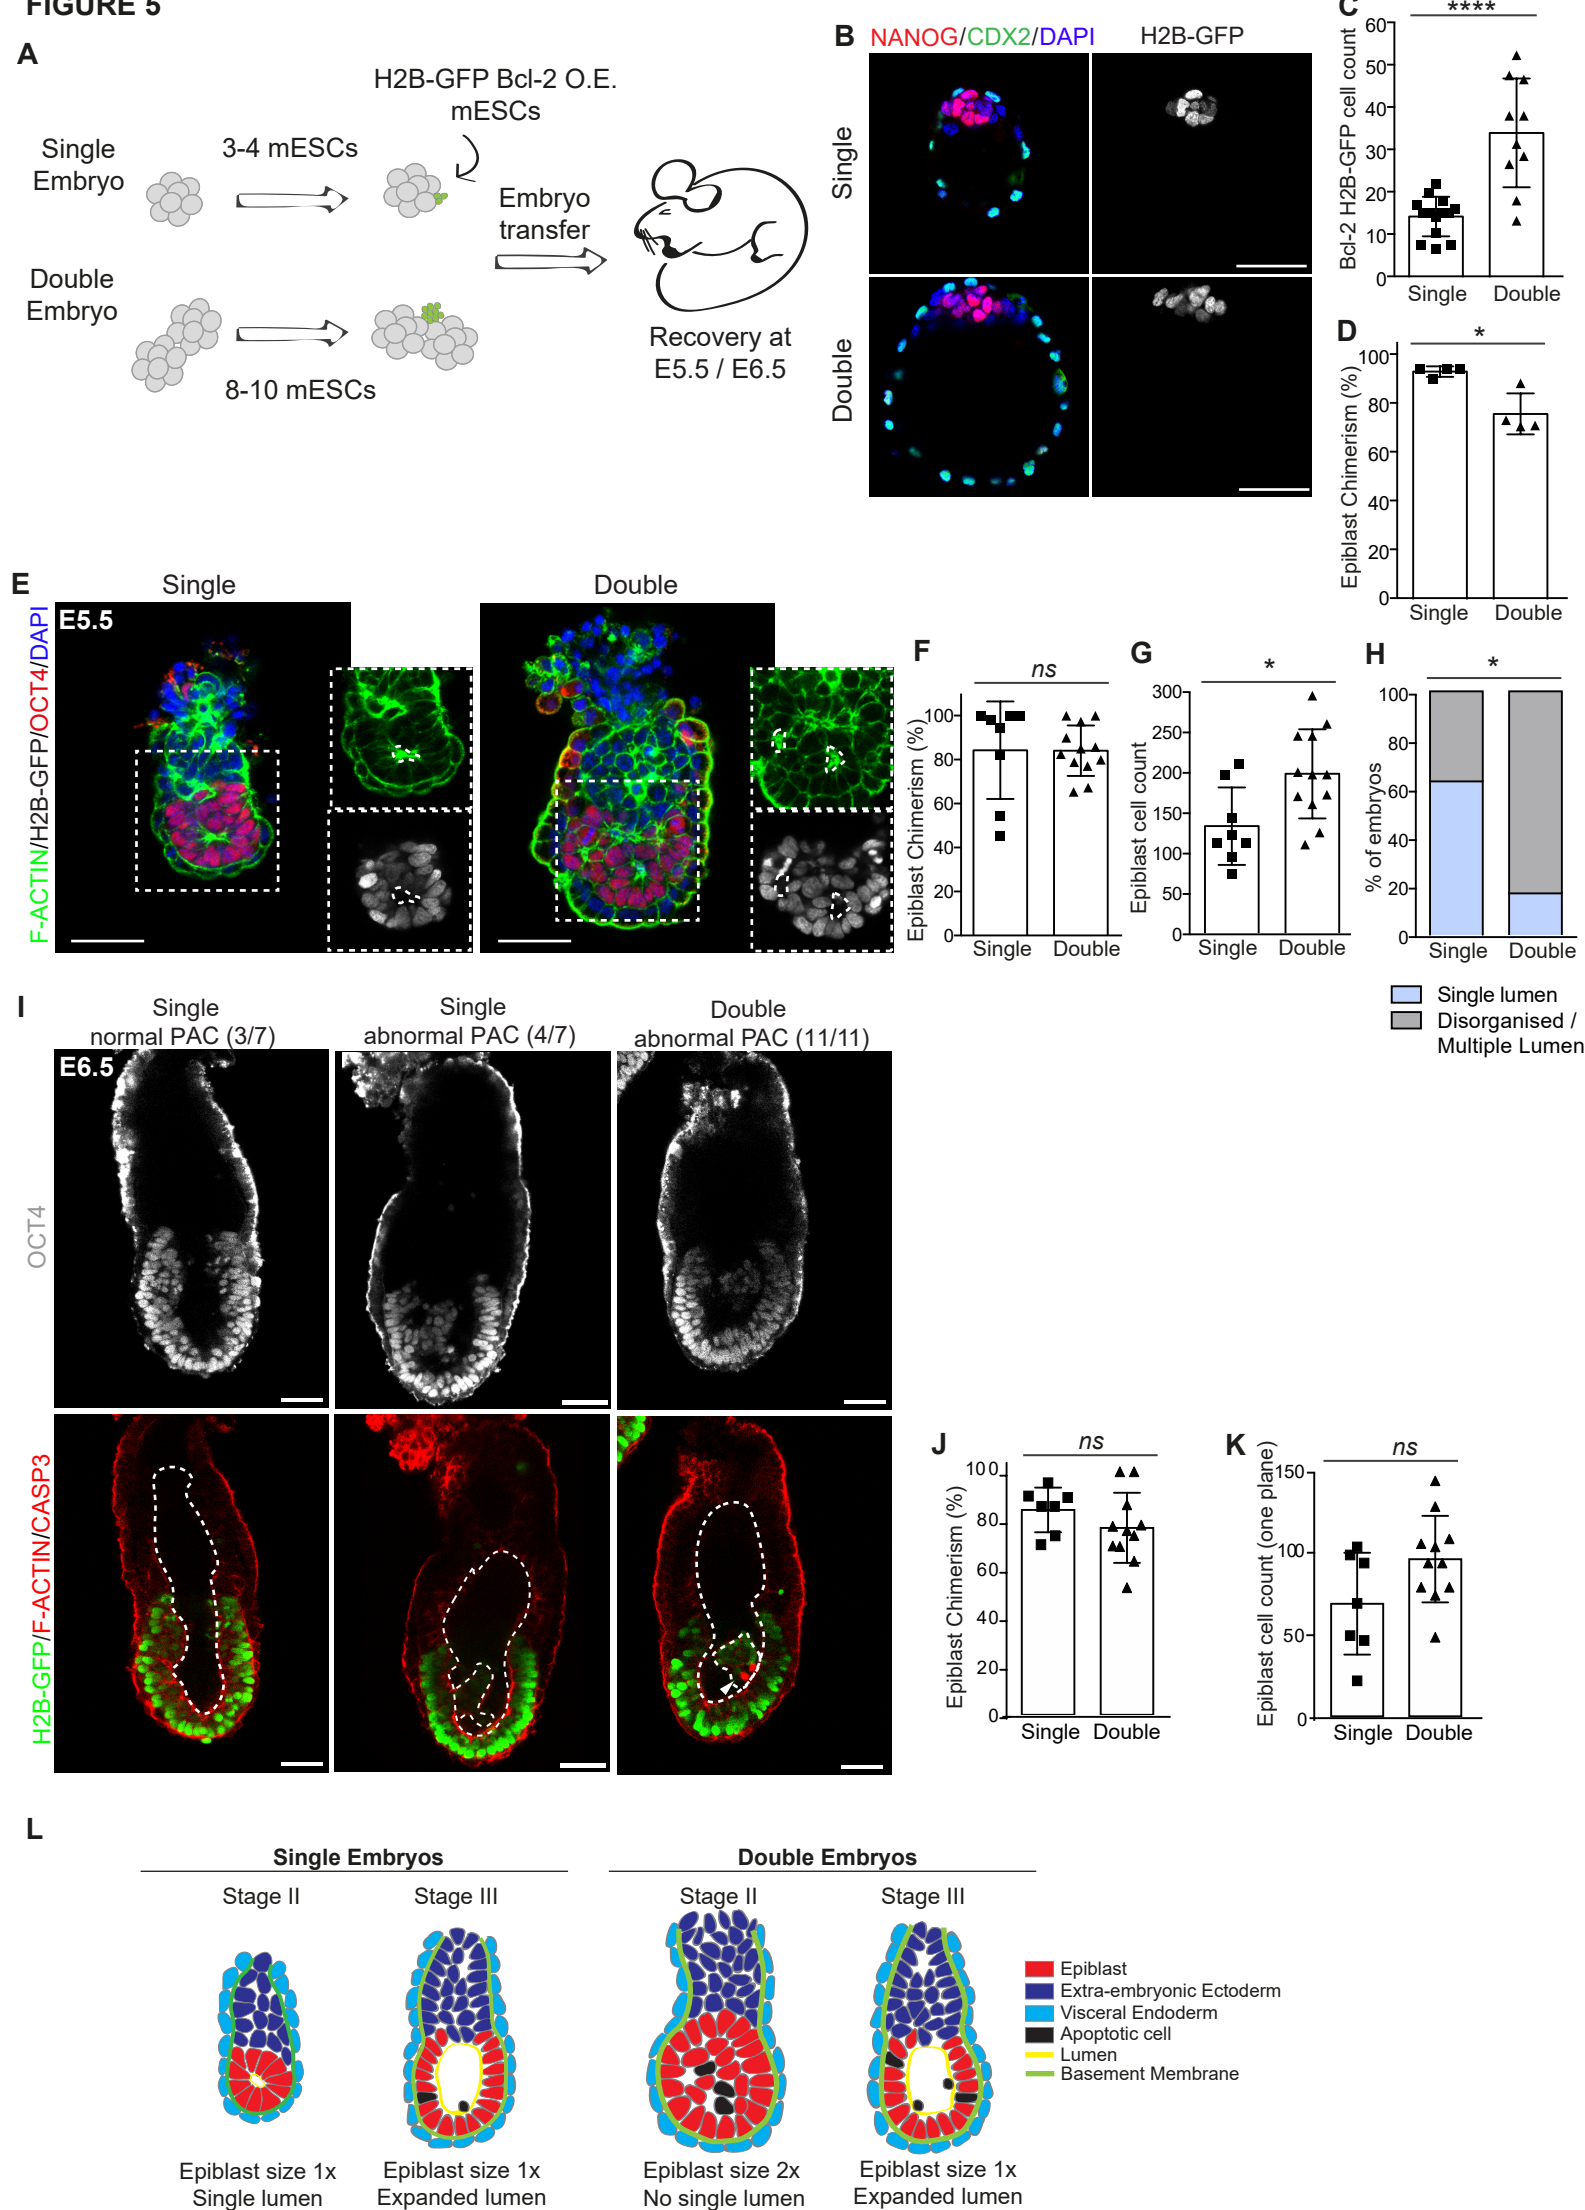 FIGURE 5
A
H2B-GFP Bcl-2 O.E.
mESCs
Single
Embryo
3-4 mESCs
Embryo
transfer
Double
Embryo
8-10 mESCs
Recovery at
E5.5 / E6.5
B
NANOG/CDX2/DAPI
H2B-GFP
Single
Double
C
****
Bcl-2 H2B-GFP cell count
60
50
40
30
20
10
0
Single Double
D
*
Epiblast Chimerism (%)
100
80
60
40
20
0
Single Double
E
Single
Double
F-ACTIN/H2B-GFP/OCT4/DAPI
E5.5
F
ns
Epiblast Chimerism (%)
100
80
60
40
20
0
Single Double
G
*
Epiblast cell count
300
250
200
150
100
50
0
Single Double
H
*
% of embryos
100
80
60
40
20
0
Single Double
Single lumen
Disorganised /
Multiple Lumen
I
Single
normal PAC (3/7)
Single
abnormal PAC (4/7)
Double
abnormal PAC (11/11)
E6.5
OCT4
H2B-GFP/F-ACTIN/CASP3
J
ns
Epiblast Chimerism (%)
100
80
60
40
20
0
Single Double
K
ns
Epiblast cell count (one plane)
150
100
50
0
Single Double
L
Single Embryos
Double Embryos
Stage II
Stage III
Stage II
Stage III
Epiblast
Extra-embryonic Ectoderm
Visceral Endoderm
Apoptotic cell
Lumen
Basement Membrane
Epiblast size 1x
Single lumen
Epiblast size 1x
Expanded lumen
Epiblast size 2x
No single lumen
Epiblast size 1x
Expanded lumen